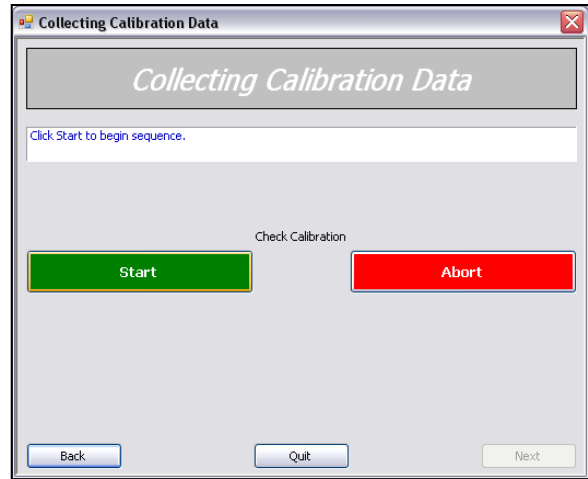 Collecting Calibration Data
Collecting Calibration Data
Click Start to begin sequence.
Check Calibration
Start
Abort
Back
Quit
Next